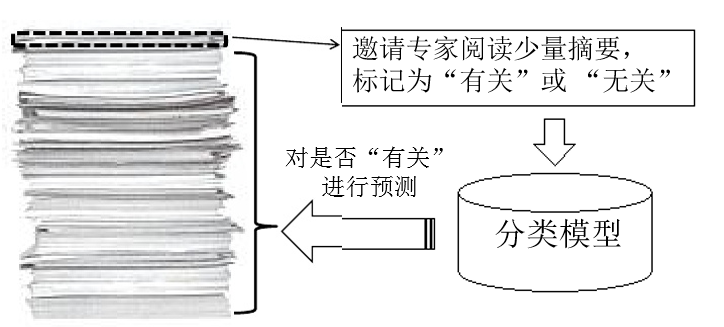 邀请专家阅读少量摘要，
标记为“有关”或 “无关”
对是否“有关”
进行预测
分类模型